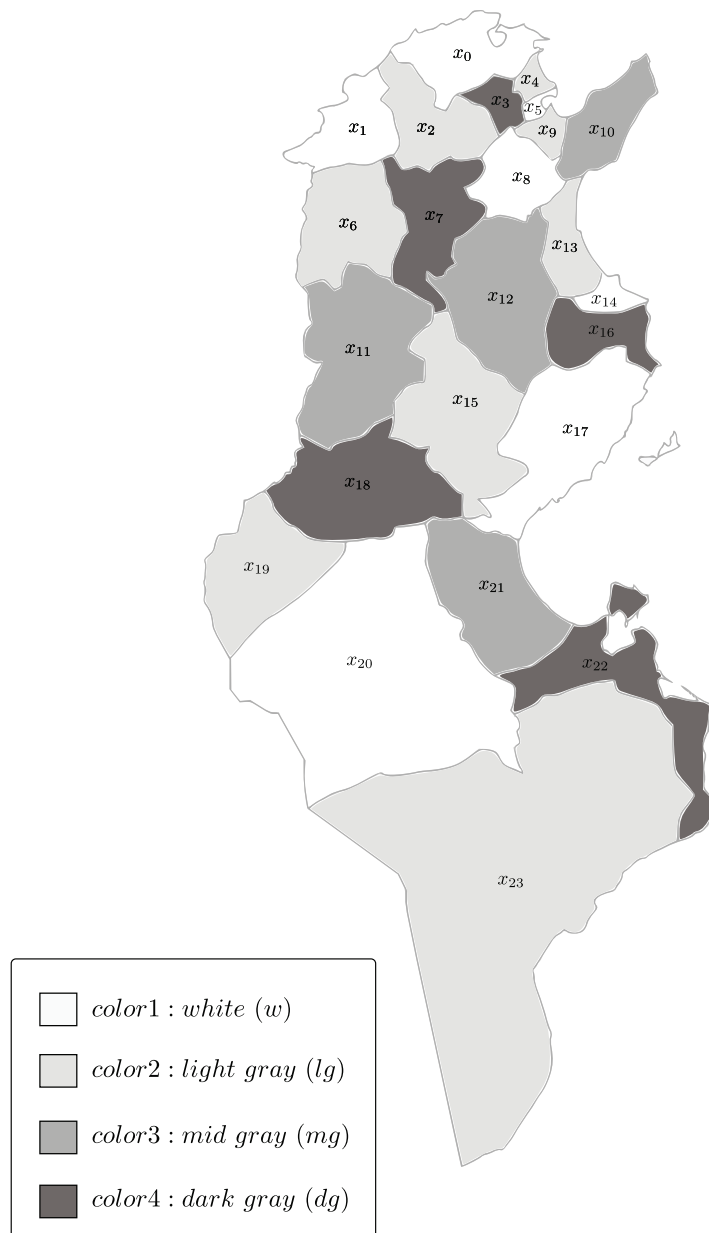 x0
x4
x3
x5
x1
x2
x9
x10
x8
x7
x6
x13
x12
x14
x16
x11
x15
x17
x18
x19
x21
x20
x22
x23
color1 : white (w)
color2 : light gray (lg)
color3 : mid gray (mg)
color4 : dark gray (dg)